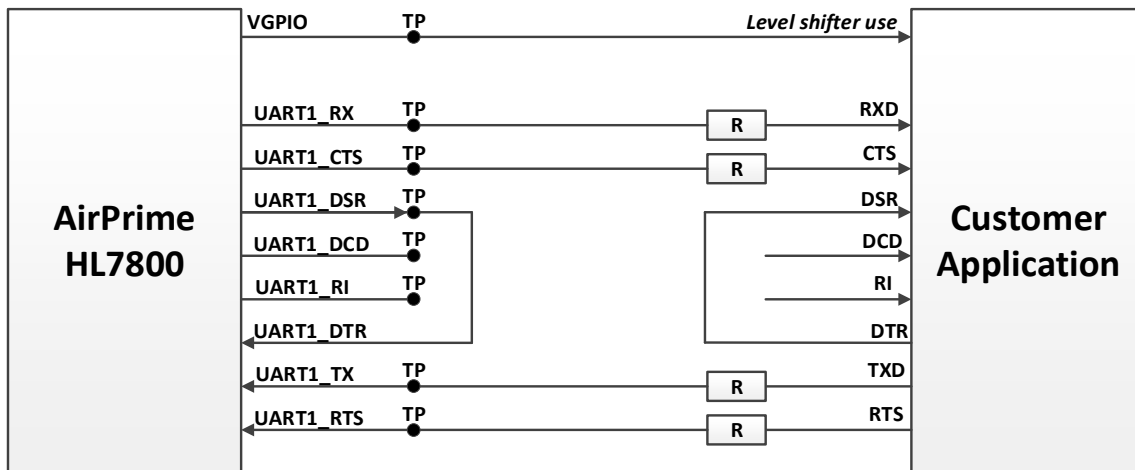 VGPIO TP Level shifter use
UART1_RX TP R RXD
UART1_CTS TP R CTS
UART1_DSR TP DSR
AirPrime
HL7800
Customer
Application
UART1_DCD TP DCD
UART1_RI TP RI
UART1_DTR DTR
UART1_TX TP R TXD
UART1_RTS TP R RTS